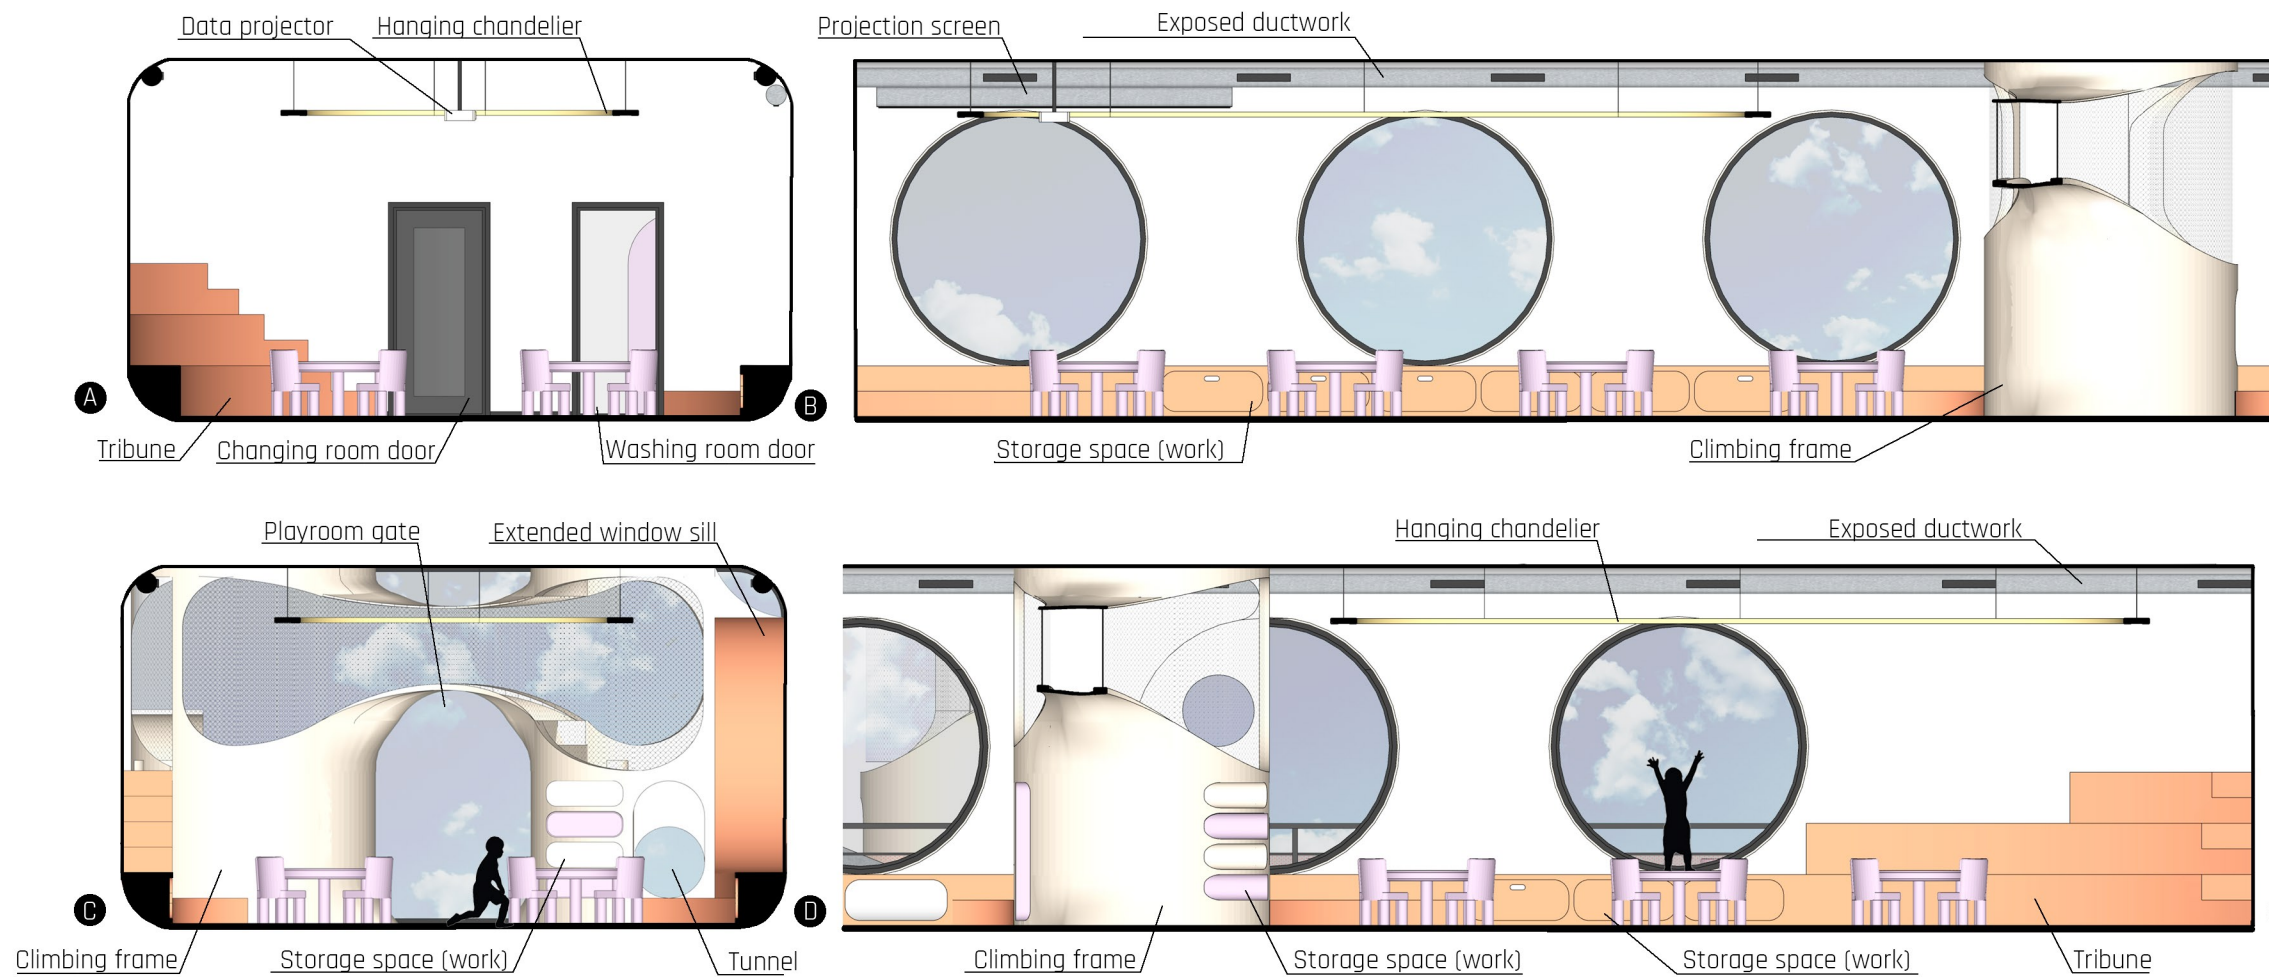 Data projector
Hanging chandelier
Projection screen
Exposed ductwork
A
B
Tribune
Changing room door
Washing room door
Storage space (work)
Climbing frame
Playroom gate
Extended window sill
Hanging chandelier
Exposed ductwork
C
D
Climbing frame
Storage space (work)
Tunnel
Climbing frame
Storage space (work)
Storage space (work)
Tribune